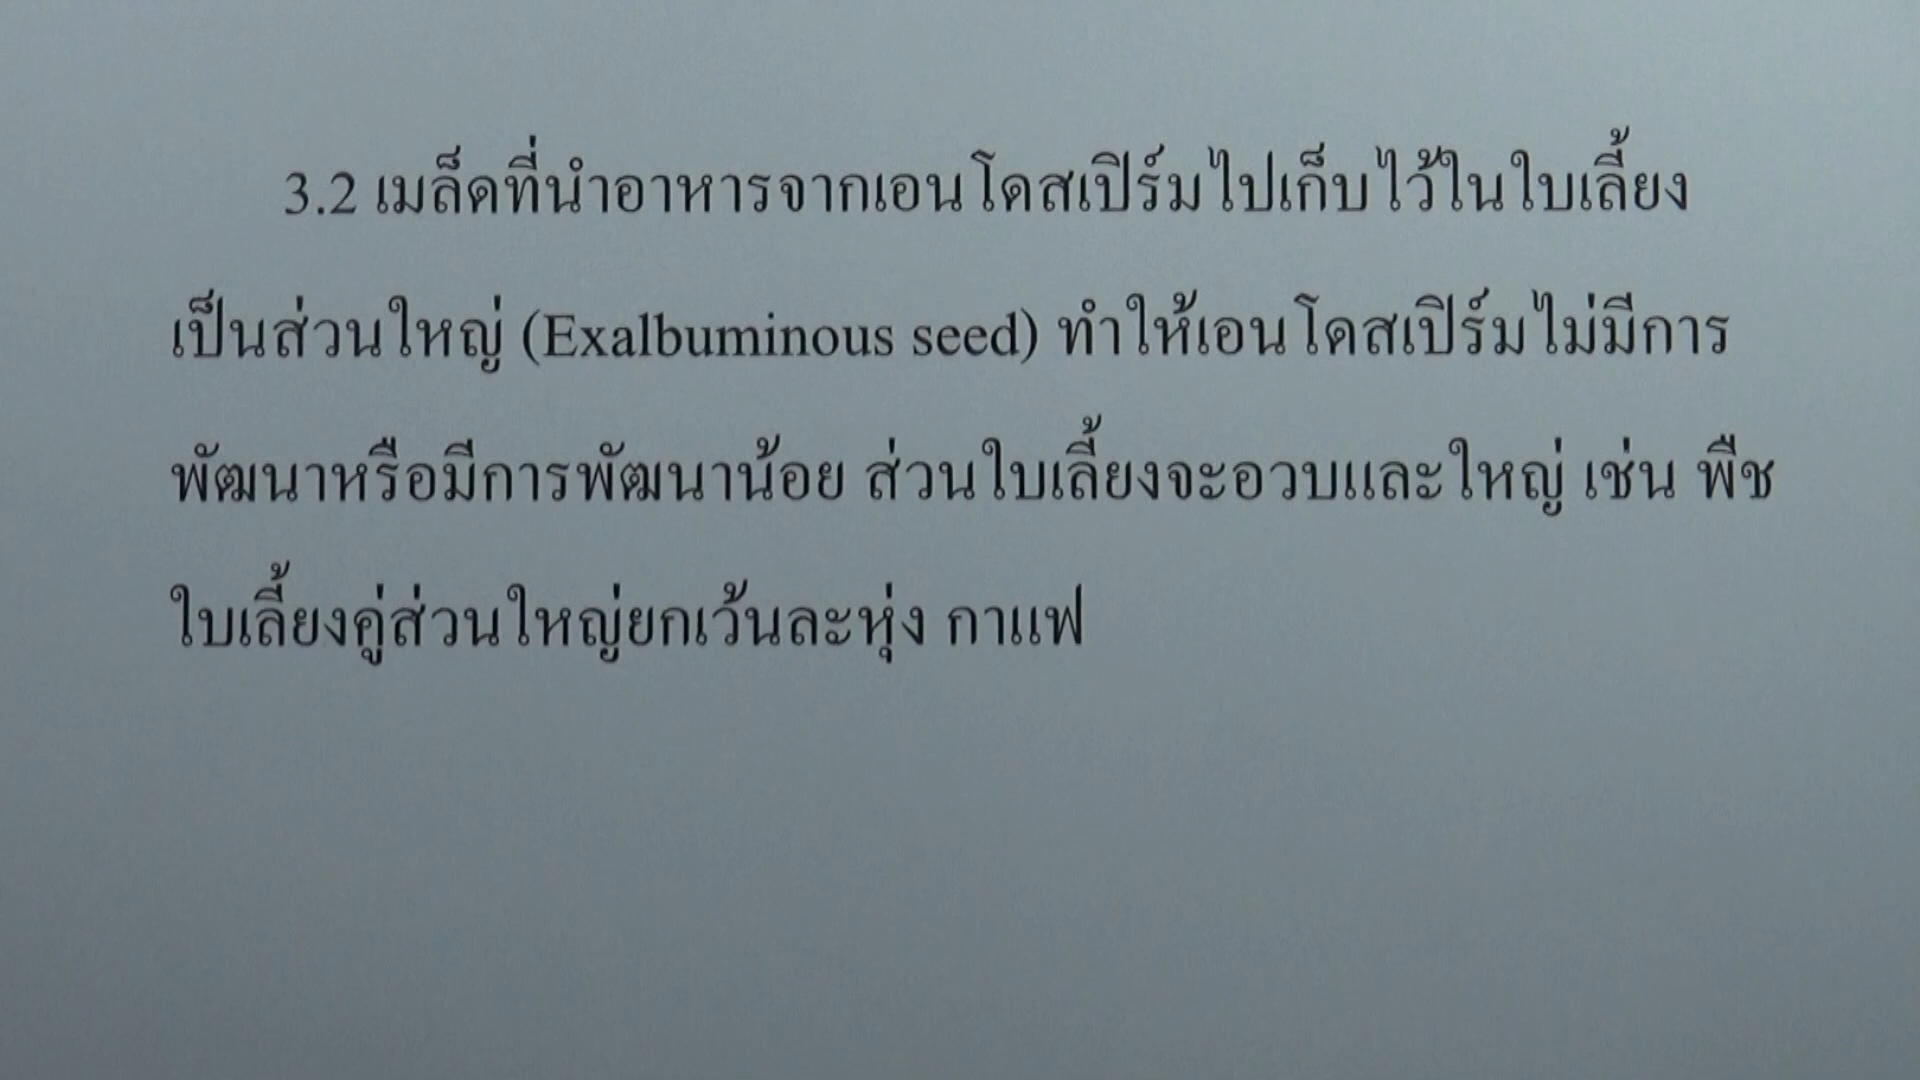 3.2 เมล็ดที่นำอาหารจากเอนโดสเปิร์มไปเก็บไว้ในใบเลี้ยง
เป็นส่วนใหญ่ (Exalbuminous seed) ทำให้เอนโดสเปิร์มไม่มีการ
พัฒนาหรือมีการพัฒนาน้อย ส่วนใบเลี้ยงจะอวบและใหญ่ เช่น พืช
ใบเลี้ยงคู่ส่วนใหญ่ยกเว้นละหุ่ง กาแฟ